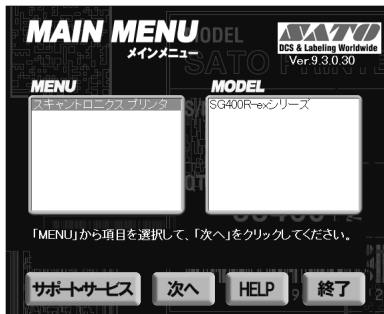 MAIN MENU
メインメニュー
SATO
DCS & Labeling Worldwide
Ver.9.3.0.30
MENU
MODEL
スキャントロニクス プリンタ
SG400R-exシリーズ
「MENU」から項目を選択して、「次へ」をクリックしてください。
サポートサービス
次へ
HELP
終了